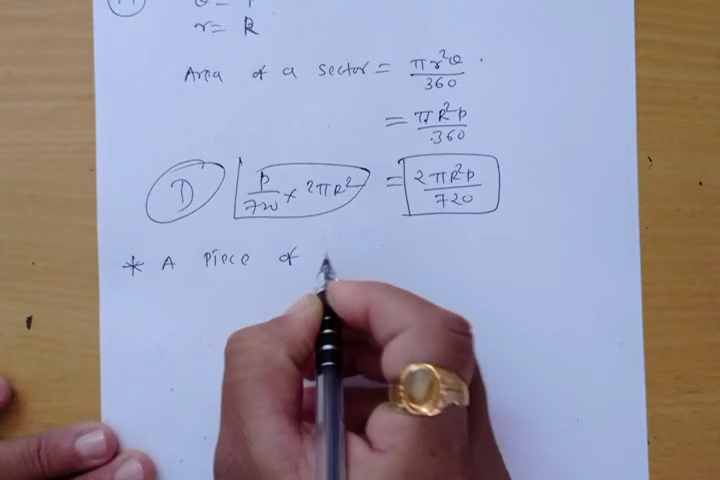 r = R
Area of a sector = πr²θ/360.
= πR²p/.360
D p/720 × 2πR² = 2πR²p/720
* A piece of